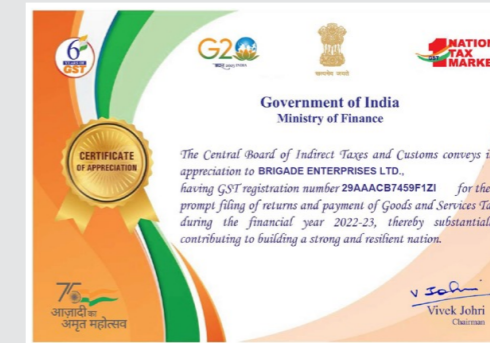 6
GST
G20
सत्यमेव जयते
1 NATION
TAX
MARKE
Government of India
Ministry of Finance
CERTIFICATE
OF APPRECIATION
The Central Board of Indirect Taxes and Customs conveys i
appreciation to BRIGADE ENTERPRISES LTD.,
having GST registration number 29AAACB7459F1ZI for the
prompt filing of returns and payment of Goods and Services Ta
during the financial year 2022-23, thereby substantial
contributing to building a strong and resilient nation.
75
आज़ादी का
अमृत महोत्सव
V Johri
Vivek Johri
Chairman